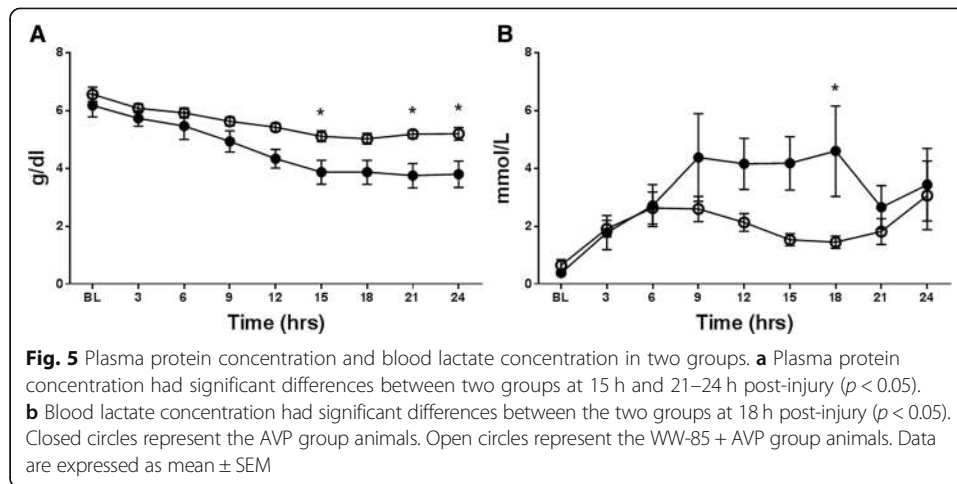 A
B
8
6
4
2
0
g/dl
* * *
BL 3 6 9 12 15 18 21 24
Time (hrs)
8
6
4
2
0
mmol/L
*
BL 3 6 9 12 15 18 21 24
Time (hrs)
Fig. 5 Plasma protein concentration and blood lactate concentration in two groups. a Plasma protein
concentration had significant differences between two groups at 15 h and 21–24 h post-injury (p < 0.05).
b Blood lactate concentration had significant differences between the two groups at 18 h post-injury (p < 0.05).
Closed circles represent the AVP group animals. Open circles represent the WW-85 + AVP group animals. Data
are expressed as mean ± SEM